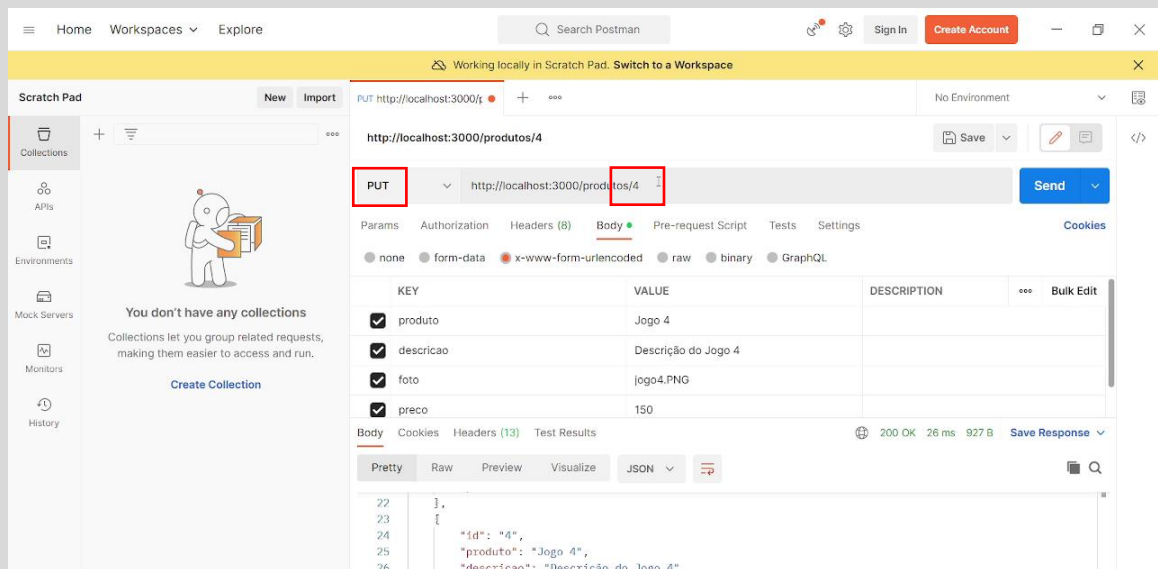 Home Workspaces Explore Search Postman Sign In Create Account
Working locally in Scratch Pad. Switch to a Workspace
Scratch Pad New Import PUT http://localhost:3000/p No Environment
Collections
APIs
Environments
Mock Servers
Monitors
History
You don't have any collections
Collections let you group related requests,
making them easier to access and run.
Create Collection
http://localhost:3000/produtos/4 Save
PUT http://localhost:3000/produtos/4 Send
Params Authorization Headers (8) Body Pre-request Script Tests Settings Cookies
none form-data x-www-form-urlencoded raw binary GraphQL
KEY VALUE DESCRIPTION Bulk Edit
produto Jogo 4
descricao Descrição do Jogo 4
foto jogo4.PNG
preco 150
Body Cookies Headers (13) Test Results 200 OK 26 ms 927 B Save Response
Pretty Raw Preview Visualize JSON
22 },
23 {
24 "id": "4",
25 "produto": "Jogo 4",
26 "descricao": "Descrição do Jogo 4"